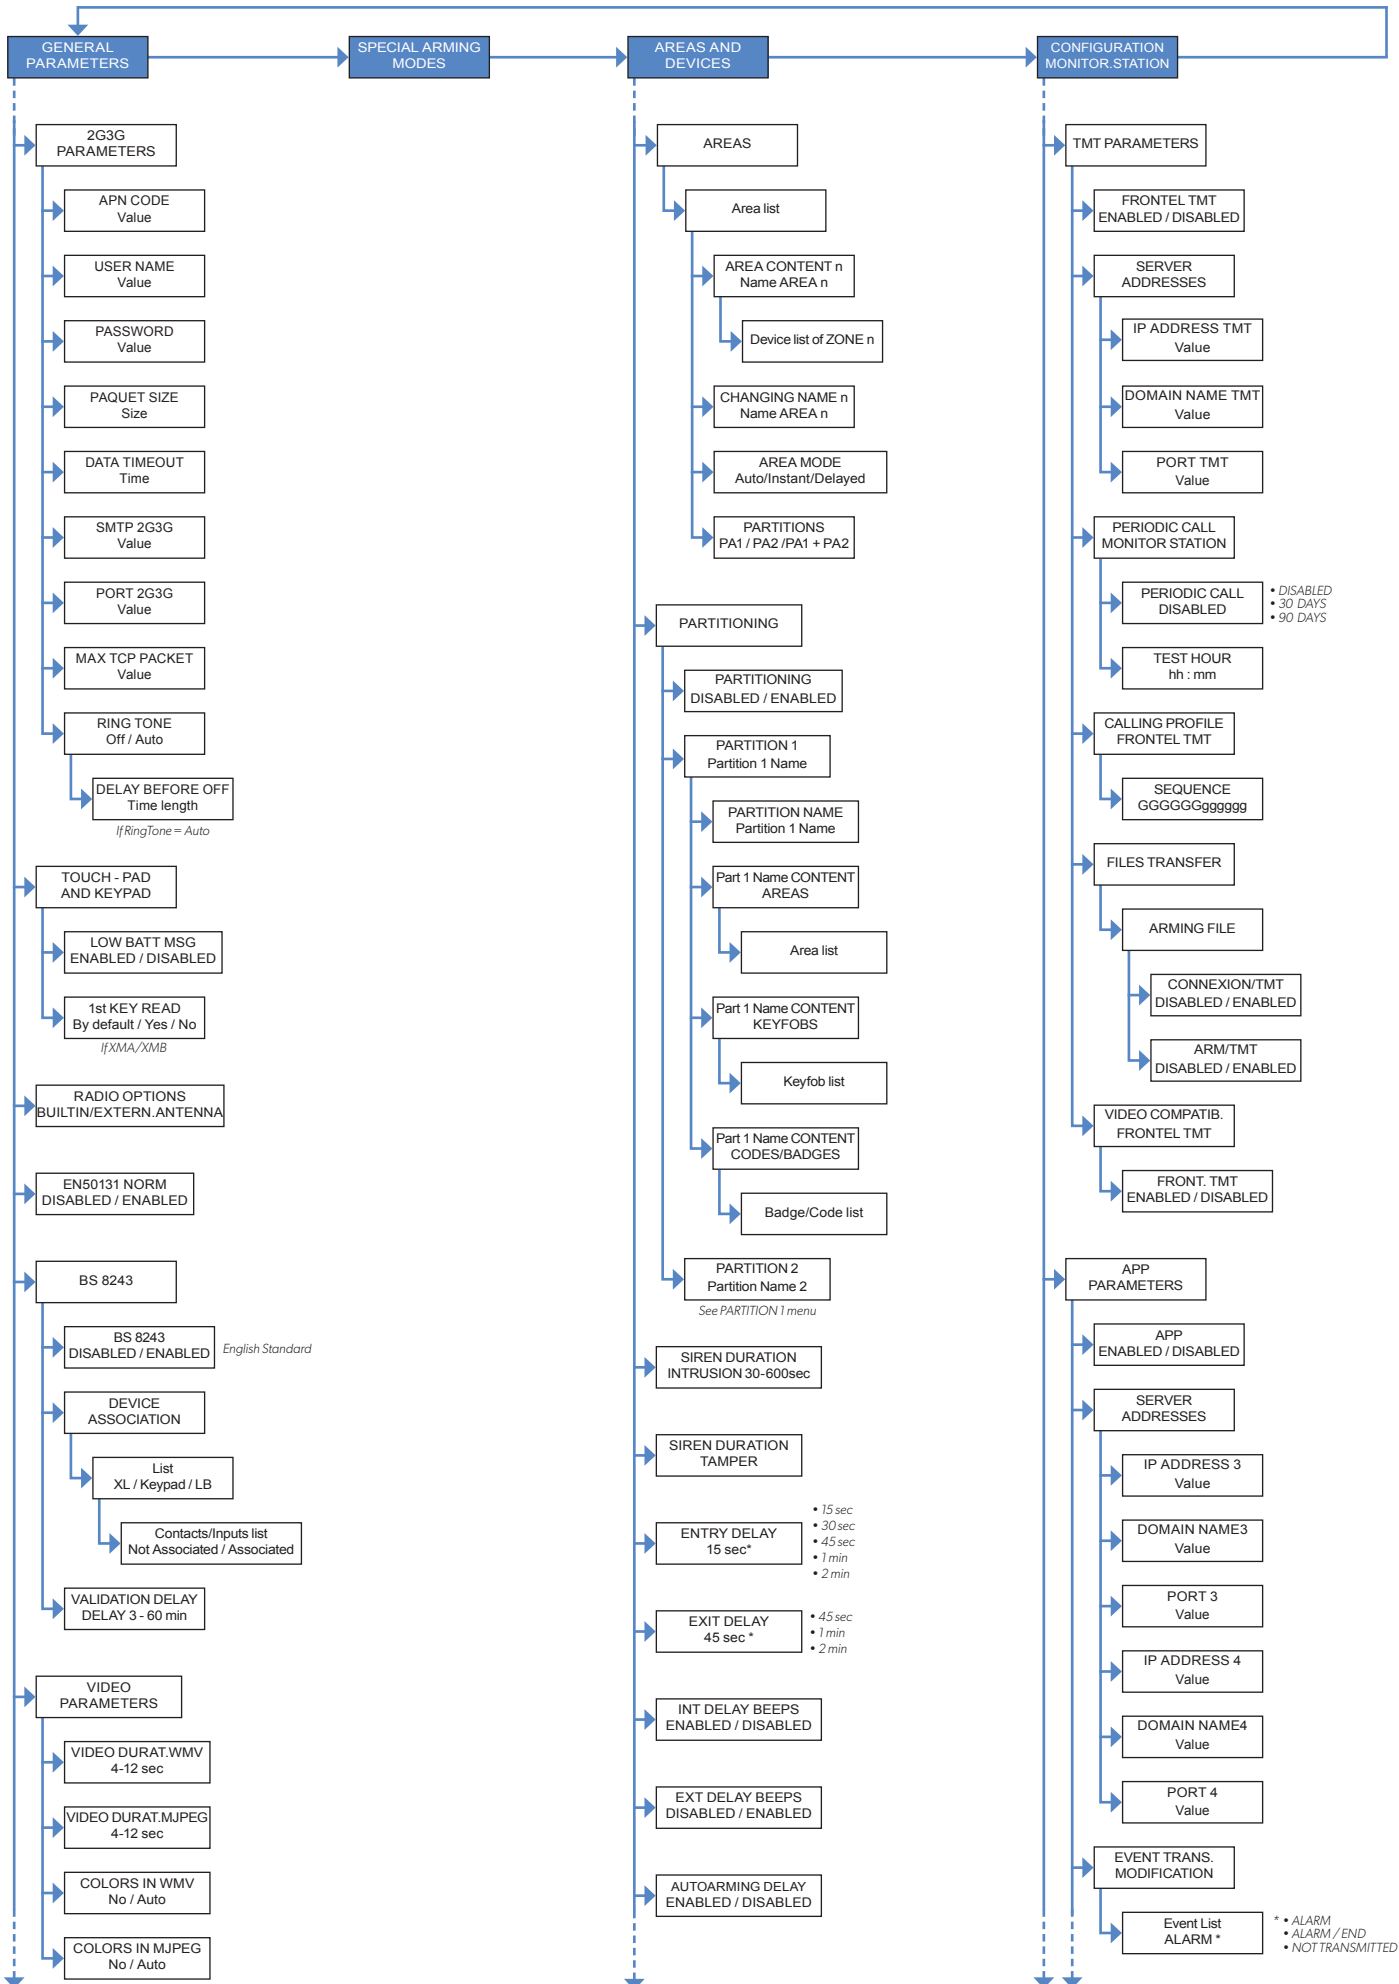 GENERAL
PARAMETERS
SPECIAL ARMING
MODES
AREAS AND
DEVICES
CONFIGURATION
MONITOR.STATION
2G3G
PARAMETERS
APN CODE
Value
USER NAME
Value
PASSWORD
Value
PAQUET SIZE
Size
DATA TIMEOUT
Time
SMTP 2G3G
Value
PORT 2G3G
Value
MAX TCP PACKET
Value
RING TONE
Off / Auto
DELAY BEFORE OFF
Time length
If RingTone = Auto
TOUCH - PAD
AND KEYPAD
LOW BATT MSG
ENABLED / DISABLED
1st KEY READ
By default / Yes / No
If XMA/XMB
RADIO OPTIONS
BUILTIN/EXTERN.ANTENNA
EN50131 NORM
DISABLED / ENABLED
BS 8243
BS 8243
DISABLED / ENABLED
English Standard
DEVICE
ASSOCIATION
List
XL / Keypad / LB
Contacts/Inputs list
Not Associated / Associated
VALIDATION DELAY
DELAY 3 - 60 min
VIDEO
PARAMETERS
VIDEO DURAT.WMV
4-12 sec
VIDEO DURAT.MJPEG
4-12 sec
COLORS IN WMV
No / Auto
COLORS IN MJPEG
No / Auto
AREAS
Area list
AREA CONTENT n
Name AREA n
Device list of ZONE n
CHANGING NAME n
Name AREA n
AREA MODE
Auto/Instant/Delayed
PARTITIONS
PA1 / PA2 /PA1 + PA2
PARTITIONING
PARTITIONING
DISABLED / ENABLED
PARTITION 1
Partition 1 Name
PARTITION NAME
Partition 1 Name
Part 1 Name CONTENT
AREAS
Area list
Part 1 Name CONTENT
KEYFOBS
Keyfob list
Part 1 Name CONTENT
CODES/BADGES
Badge/Code list
PARTITION 2
Partition Name 2
See PARTITION 1 menu
SIREN DURATION
INTRUSION 30-600sec
SIREN DURATION
TAMPER
ENTRY DELAY
15 sec*
• 15 sec
• 30 sec
• 45 sec
• 1 min
• 2 min
EXIT DELAY
45 sec *
• 45 sec
• 1 min
• 2 min
INT DELAY BEEPS
ENABLED / DISABLED
EXT DELAY BEEPS
DISABLED / ENABLED
AUTOARMING DELAY
ENABLED / DISABLED
TMT PARAMETERS
FRONTEL TMT
ENABLED / DISABLED
SERVER
ADDRESSES
IP ADDRESS TMT
Value
DOMAIN NAME TMT
Value
PORT TMT
Value
PERIODIC CALL
MONITOR STATION
PERIODIC CALL
DISABLED
• DISABLED
• 30 DAYS
• 90 DAYS
TEST HOUR
hh : mm
CALLING PROFILE
FRONTEL TMT
SEQUENCE
GGGGGGgggggg
FILES TRANSFER
ARMING FILE
CONNEXION/TMT
DISABLED / ENABLED
ARM/TMT
DISABLED / ENABLED
VIDEO COMPATIB.
FRONTEL TMT
FRONT. TMT
ENABLED / DISABLED
APP
PARAMETERS
APP
ENABLED / DISABLED
SERVER
ADDRESSES
IP ADDRESS 3
Value
DOMAIN NAME3
Value
PORT 3
Value
IP ADDRESS 4
Value
DOMAIN NAME4
Value
PORT 4
Value
EVENT TRANS.
MODIFICATION
Event List
ALARM *
* • ALARM
• ALARM / END
• NOT TRANSMITTED